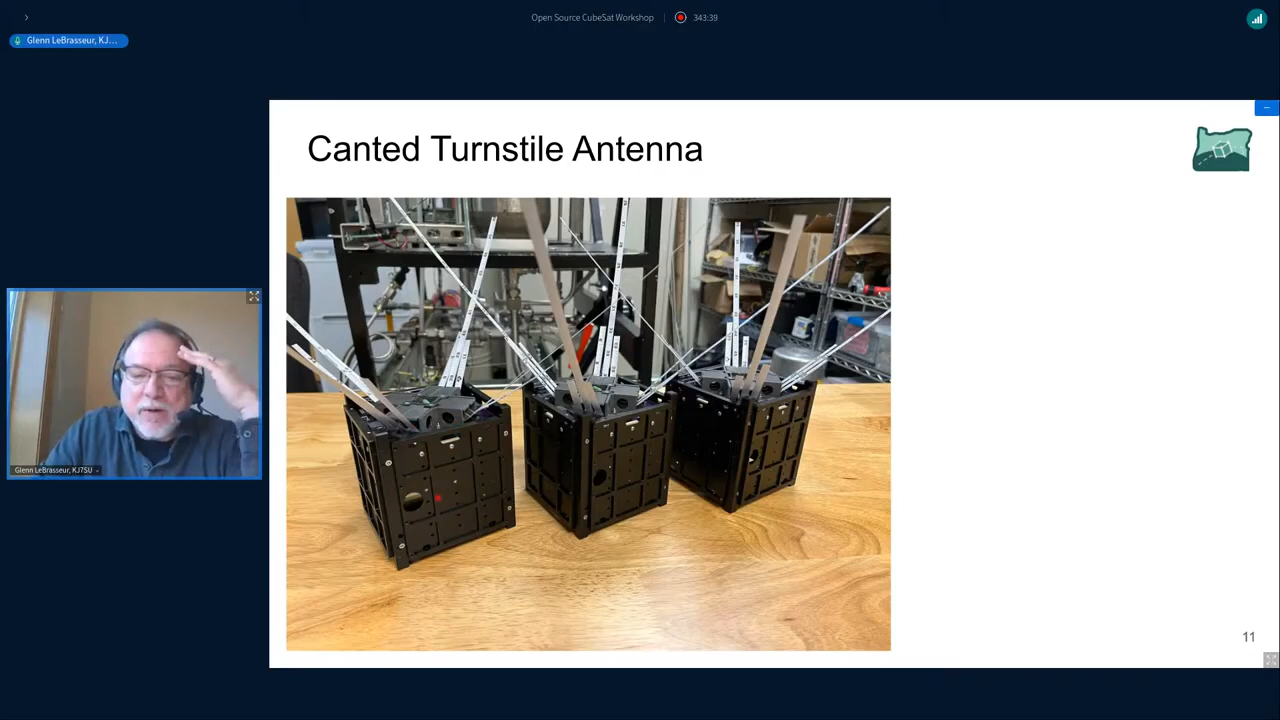 Open Source CubeSat Workshop
343:39
Glenn LeBrasseur, KJ...
Canted Turnstile Antenna
Glenn LeBrasseur, KJ7SU
11